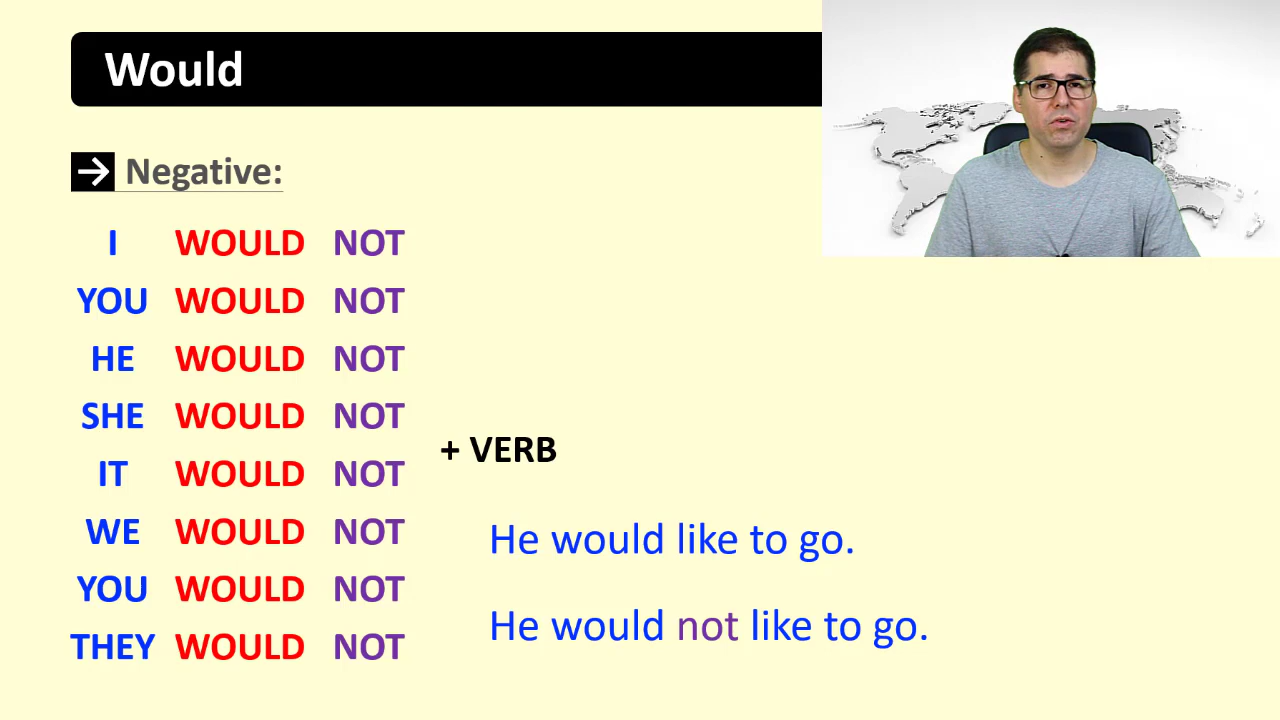 Would
→ Negative:
I WOULD NOT
YOU WOULD NOT
HE WOULD NOT
SHE WOULD NOT
IT WOULD NOT
WE WOULD NOT
YOU WOULD NOT
THEY WOULD NOT
+ VERB
He would like to go.
He would not like to go.